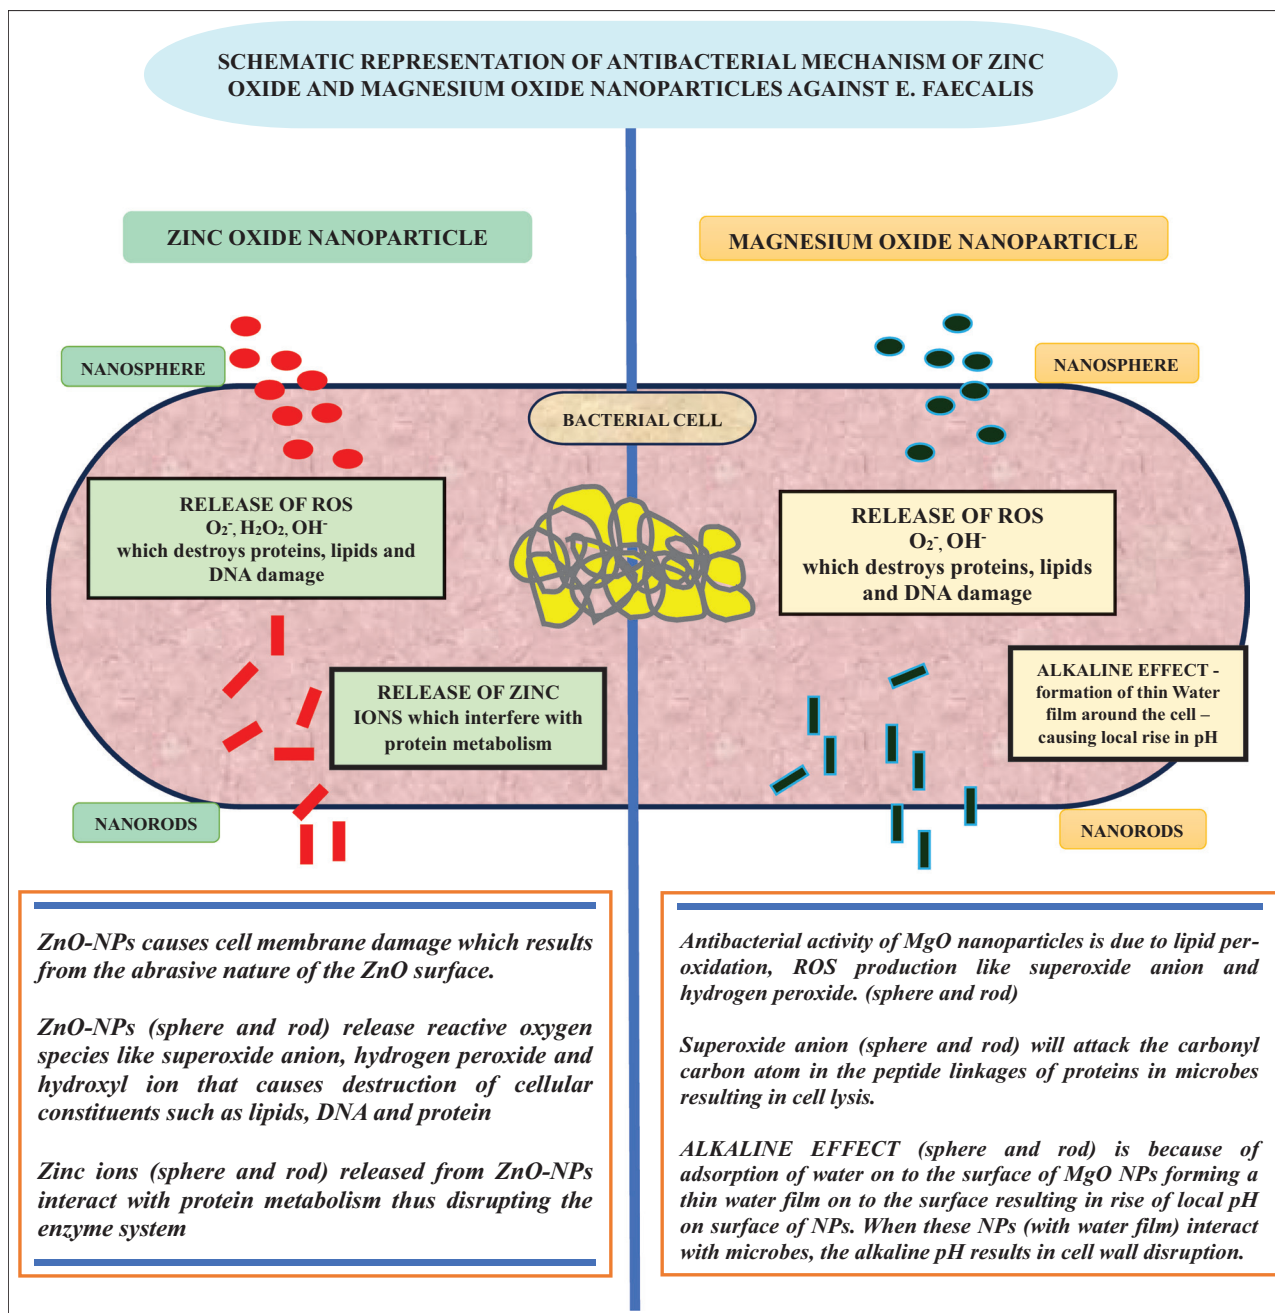 SCHEMATIC REPRESENTATION OF ANTIBACTERIAL MECHANISM OF ZINC
OXIDE AND MAGNESIUM OXIDE NANOPARTICLES AGAINST E. FAECALIS
ZINC OXIDE NANOPARTICLE
MAGNESIUM OXIDE NANOPARTICLE
NANOSPHERE
NANOSPHERE
BACTERIAL CELL
RELEASE OF ROS
O₂⁻, H₂O₂, OH⁻
which destroys proteins, lipids and
DNA damage
RELEASE OF ROS
O₂⁻, OH⁻
which destroys proteins, lipids
and DNA damage
RELEASE OF ZINC
IONS which interfere with
protein metabolism
ALKALINE EFFECT -
formation of thin Water
film around the cell –
causing local rise in pH
NANORODS
NANORODS
ZnO-NPs causes cell membrane damage which results
from the abrasive nature of the ZnO surface.
ZnO-NPs (sphere and rod) release reactive oxygen
species like superoxide anion, hydrogen peroxide and
hydroxyl ion that causes destruction of cellular
constituents such as lipids, DNA and protein
Zinc ions (sphere and rod) released from ZnO-NPs
interact with protein metabolism thus disrupting the
enzyme system
Antibacterial activity of MgO nanoparticles is due to lipid per-
oxidation, ROS production like superoxide anion and
hydrogen peroxide. (sphere and rod)
Superoxide anion (sphere and rod) will attack the carbonyl
carbon atom in the peptide linkages of proteins in microbes
resulting in cell lysis.
ALKALINE EFFECT (sphere and rod) is because of
adsorption of water on to the surface of MgO NPs forming a
thin water film on to the surface resulting in rise of local pH
on surface of NPs. When these NPs (with water film) interact
with microbes, the alkaline pH results in cell wall disruption.